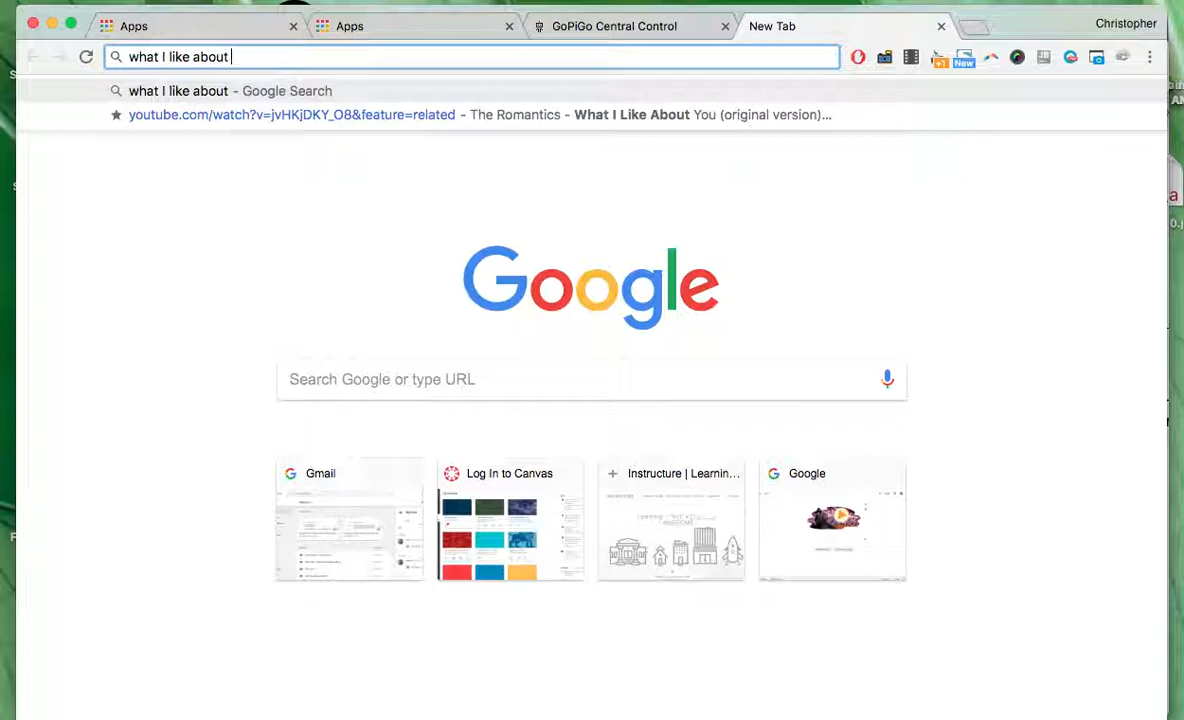 Apps
Apps
GoPiGo Central Control
New Tab
Christopher
what I like about
+1
New
what I like about - Google Search
youtube.com/watch?v=jvHKjDKY_O8&feature=related - The Romantics - What I Like About You (original version)...
Google
Search Google or type URL
Gmail
Log In to Canvas
Instructure | Learnin...
Google